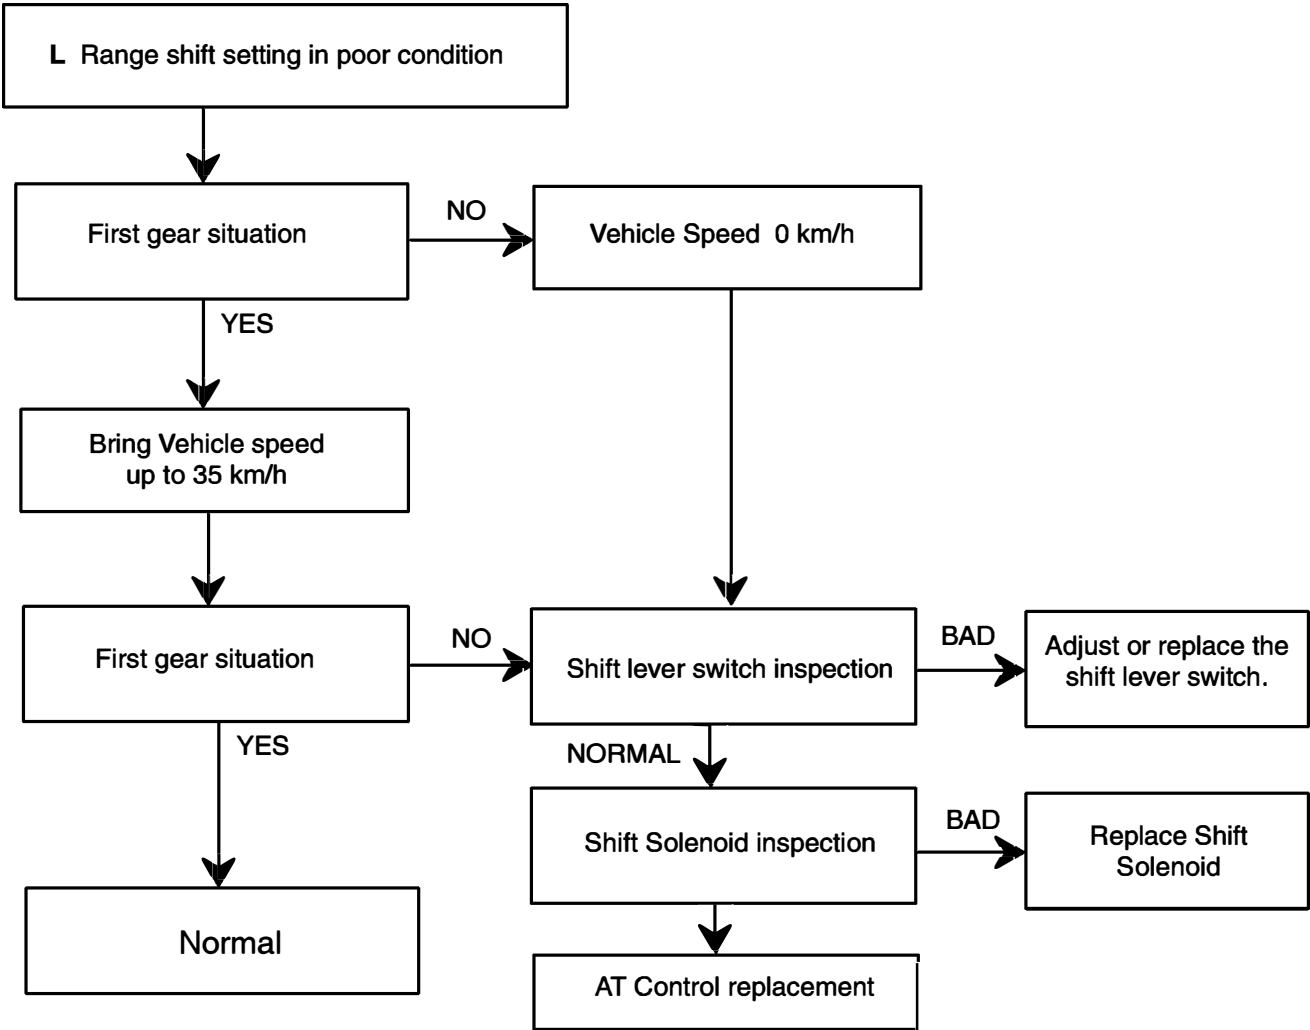 L Range shift setting in poor condition
First gear situation
NO
Vehicle Speed 0 km/h
YES
Bring Vehicle speed
up to 35 km/h
First gear situation
NO
Shift lever switch inspection
BAD
Adjust or replace the
shift lever switch.
YES
NORMAL
Shift Solenoid inspection
BAD
Replace Shift
Solenoid
Normal
AT Control replacement